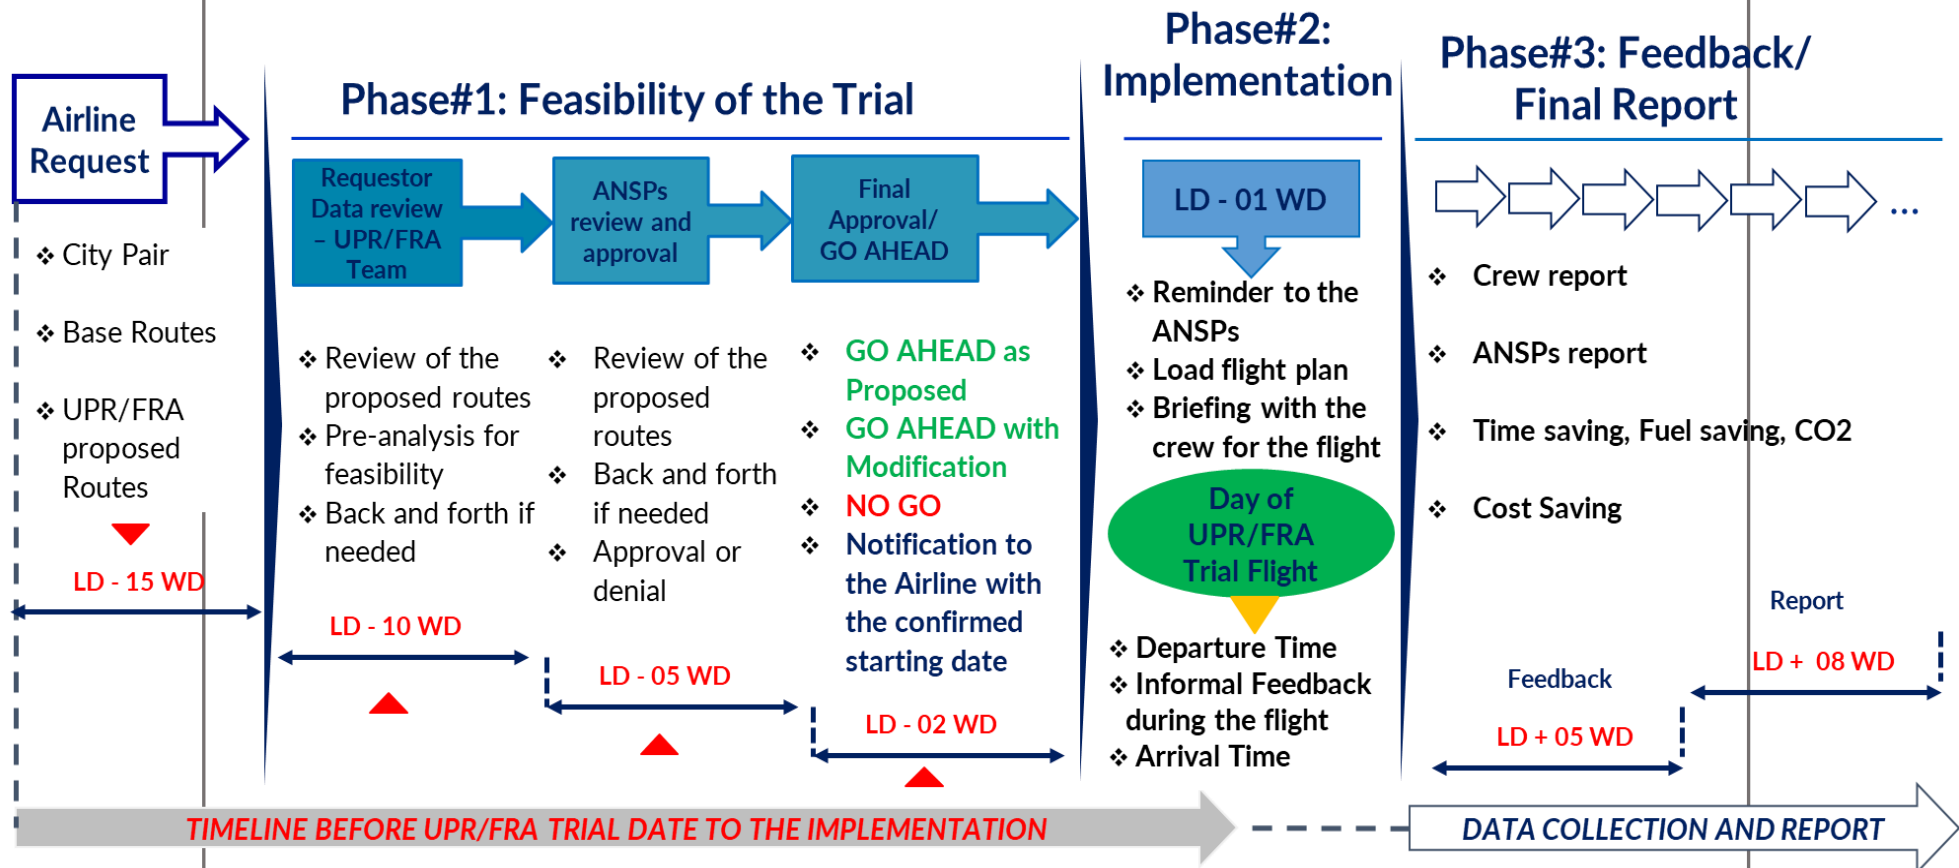 Airline
Request
❖ City Pair
❖ Base Routes
❖ UPR/FRA
proposed
Routes
LD - 15 WD
Phase#1: Feasibility of the Trial
Requestor
Data review
– UPR/FRA
Team
❖ Review of the
proposed routes
❖ Pre-analysis for
feasibility
❖ Back and forth if
needed
LD - 10 WD
ANSPs
review and
approval
❖ Review of the
proposed
routes
❖ Back and forth
if needed
❖ Approval or
denial
LD - 05 WD
Final
Approval/
GO AHEAD
❖ GO AHEAD as
Proposed
❖ GO AHEAD with
Modification
❖ NO GO
❖ Notification to
the Airline with
the confirmed
starting date
LD - 02 WD
Phase#2:
Implementation
LD - 01 WD
❖ Reminder to the
ANSPs
❖ Load flight plan
❖ Briefing with the
crew for the flight
Day of
UPR/FRA
Trial Flight
❖ Departure Time
❖ Informal Feedback
during the flight
❖ Arrival Time
Phase#3: Feedback/
Final Report
...
❖ Crew report
❖ ANSPs report
❖ Time saving, Fuel saving, CO2
❖ Cost Saving
Feedback
LD + 05 WD
Report
LD + 08 WD
TIMELINE BEFORE UPR/FRA TRIAL DATE TO THE IMPLEMENTATION
DATA COLLECTION AND REPORT